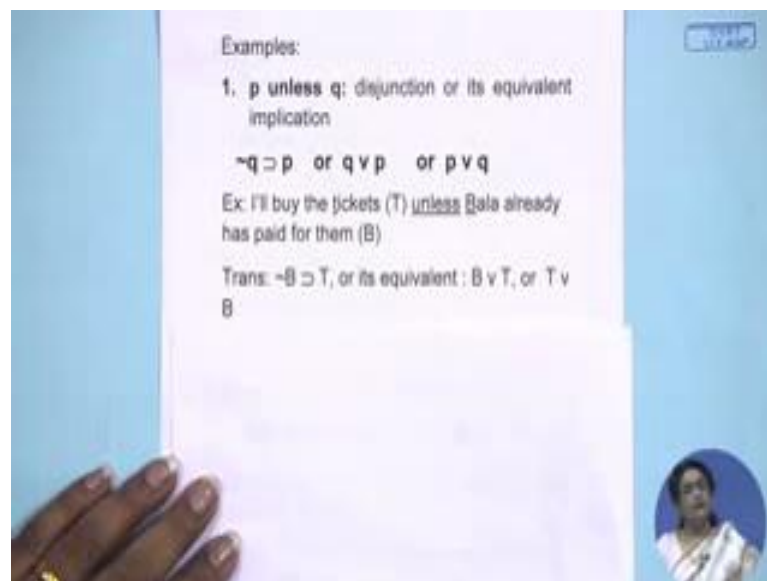 Examples:
1. p unless q: disjunction or its equivalent
implication
~q ⊃ p or q v p or p v q
Ex: I'll buy the tickets (T) unless Bala already
has paid for them (B)
Trans: ~B ⊃ T, or its equivalent : B v T, or T v
B